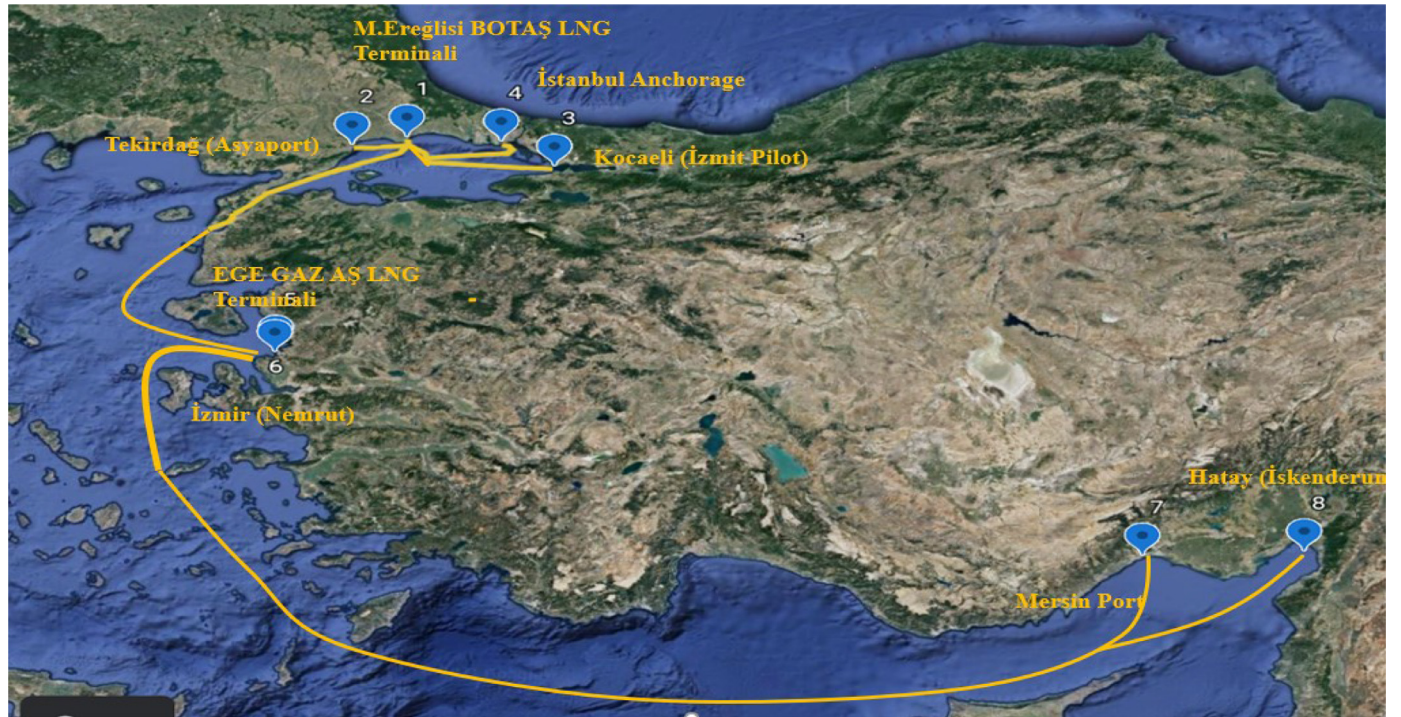 M.Ereğlisi BOTAŞ LNG
Terminali
İstanbul Anchorage
1
2
4
3
Tekirdağ (Asyaport)
Kocaeli (İzmit Pilot)
EGE GAZ AŞ LNG
Terminali
5
6
İzmir (Nemrut)
Hatay (İskenderun
7
8
Mersin Port